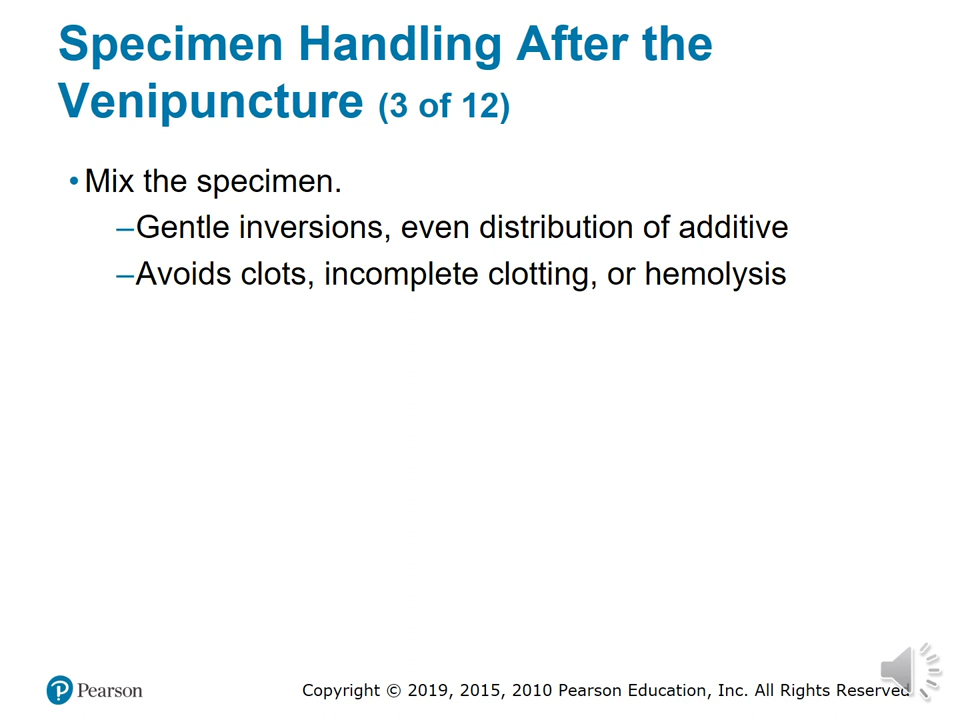 Specimen Handling After the
Venipuncture (3 of 12)
• Mix the specimen.
–Gentle inversions, even distribution of additive
–Avoids clots, incomplete clotting, or hemolysis
Pearson
Copyright © 2019, 2015, 2010 Pearson Education, Inc. All Rights Reserved